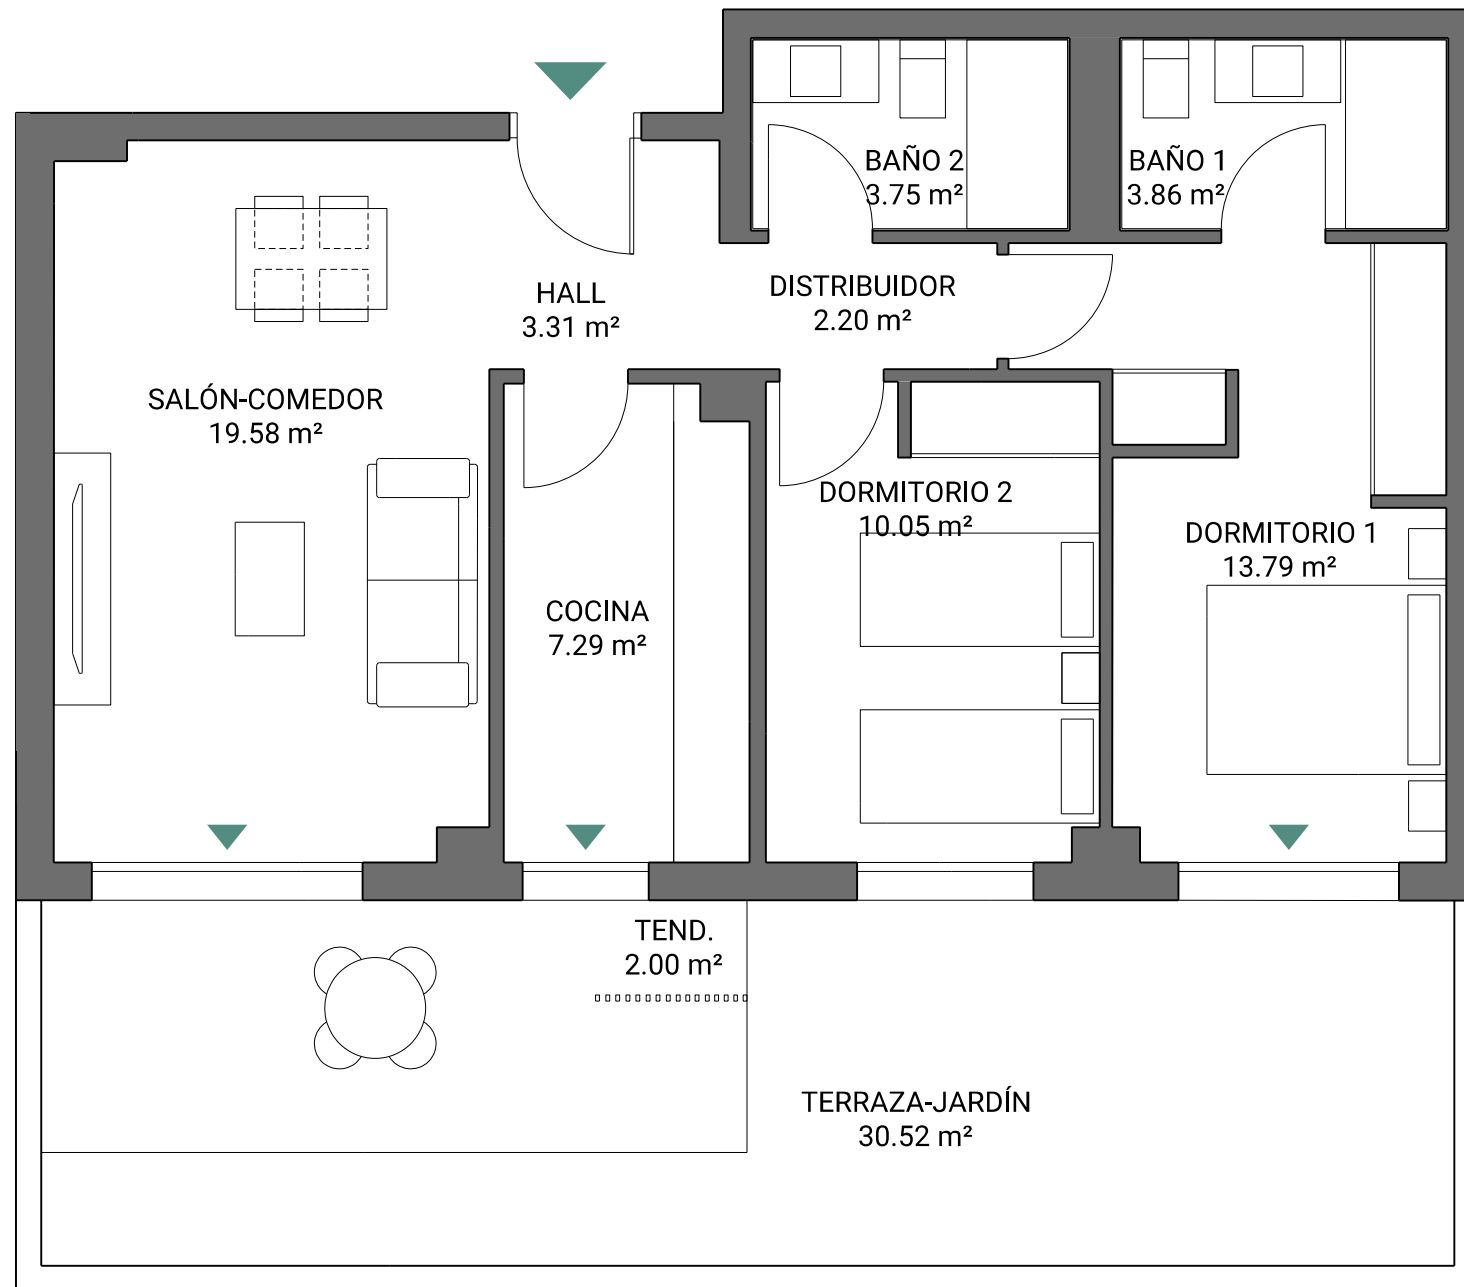 BAÑO 2
3.75 m²
BAÑO 1
3.86 m²
HALL
3.31 m²
DISTRIBUIDOR
2.20 m²
SALÓN-COMEDOR
19.58 m²
DORMITORIO 2
10.05 m²
DORMITORIO 1
13.79 m²
COCINA
7.29 m²
TEND.
2.00 m²
TERRAZA-JARDÍN
30.52 m²